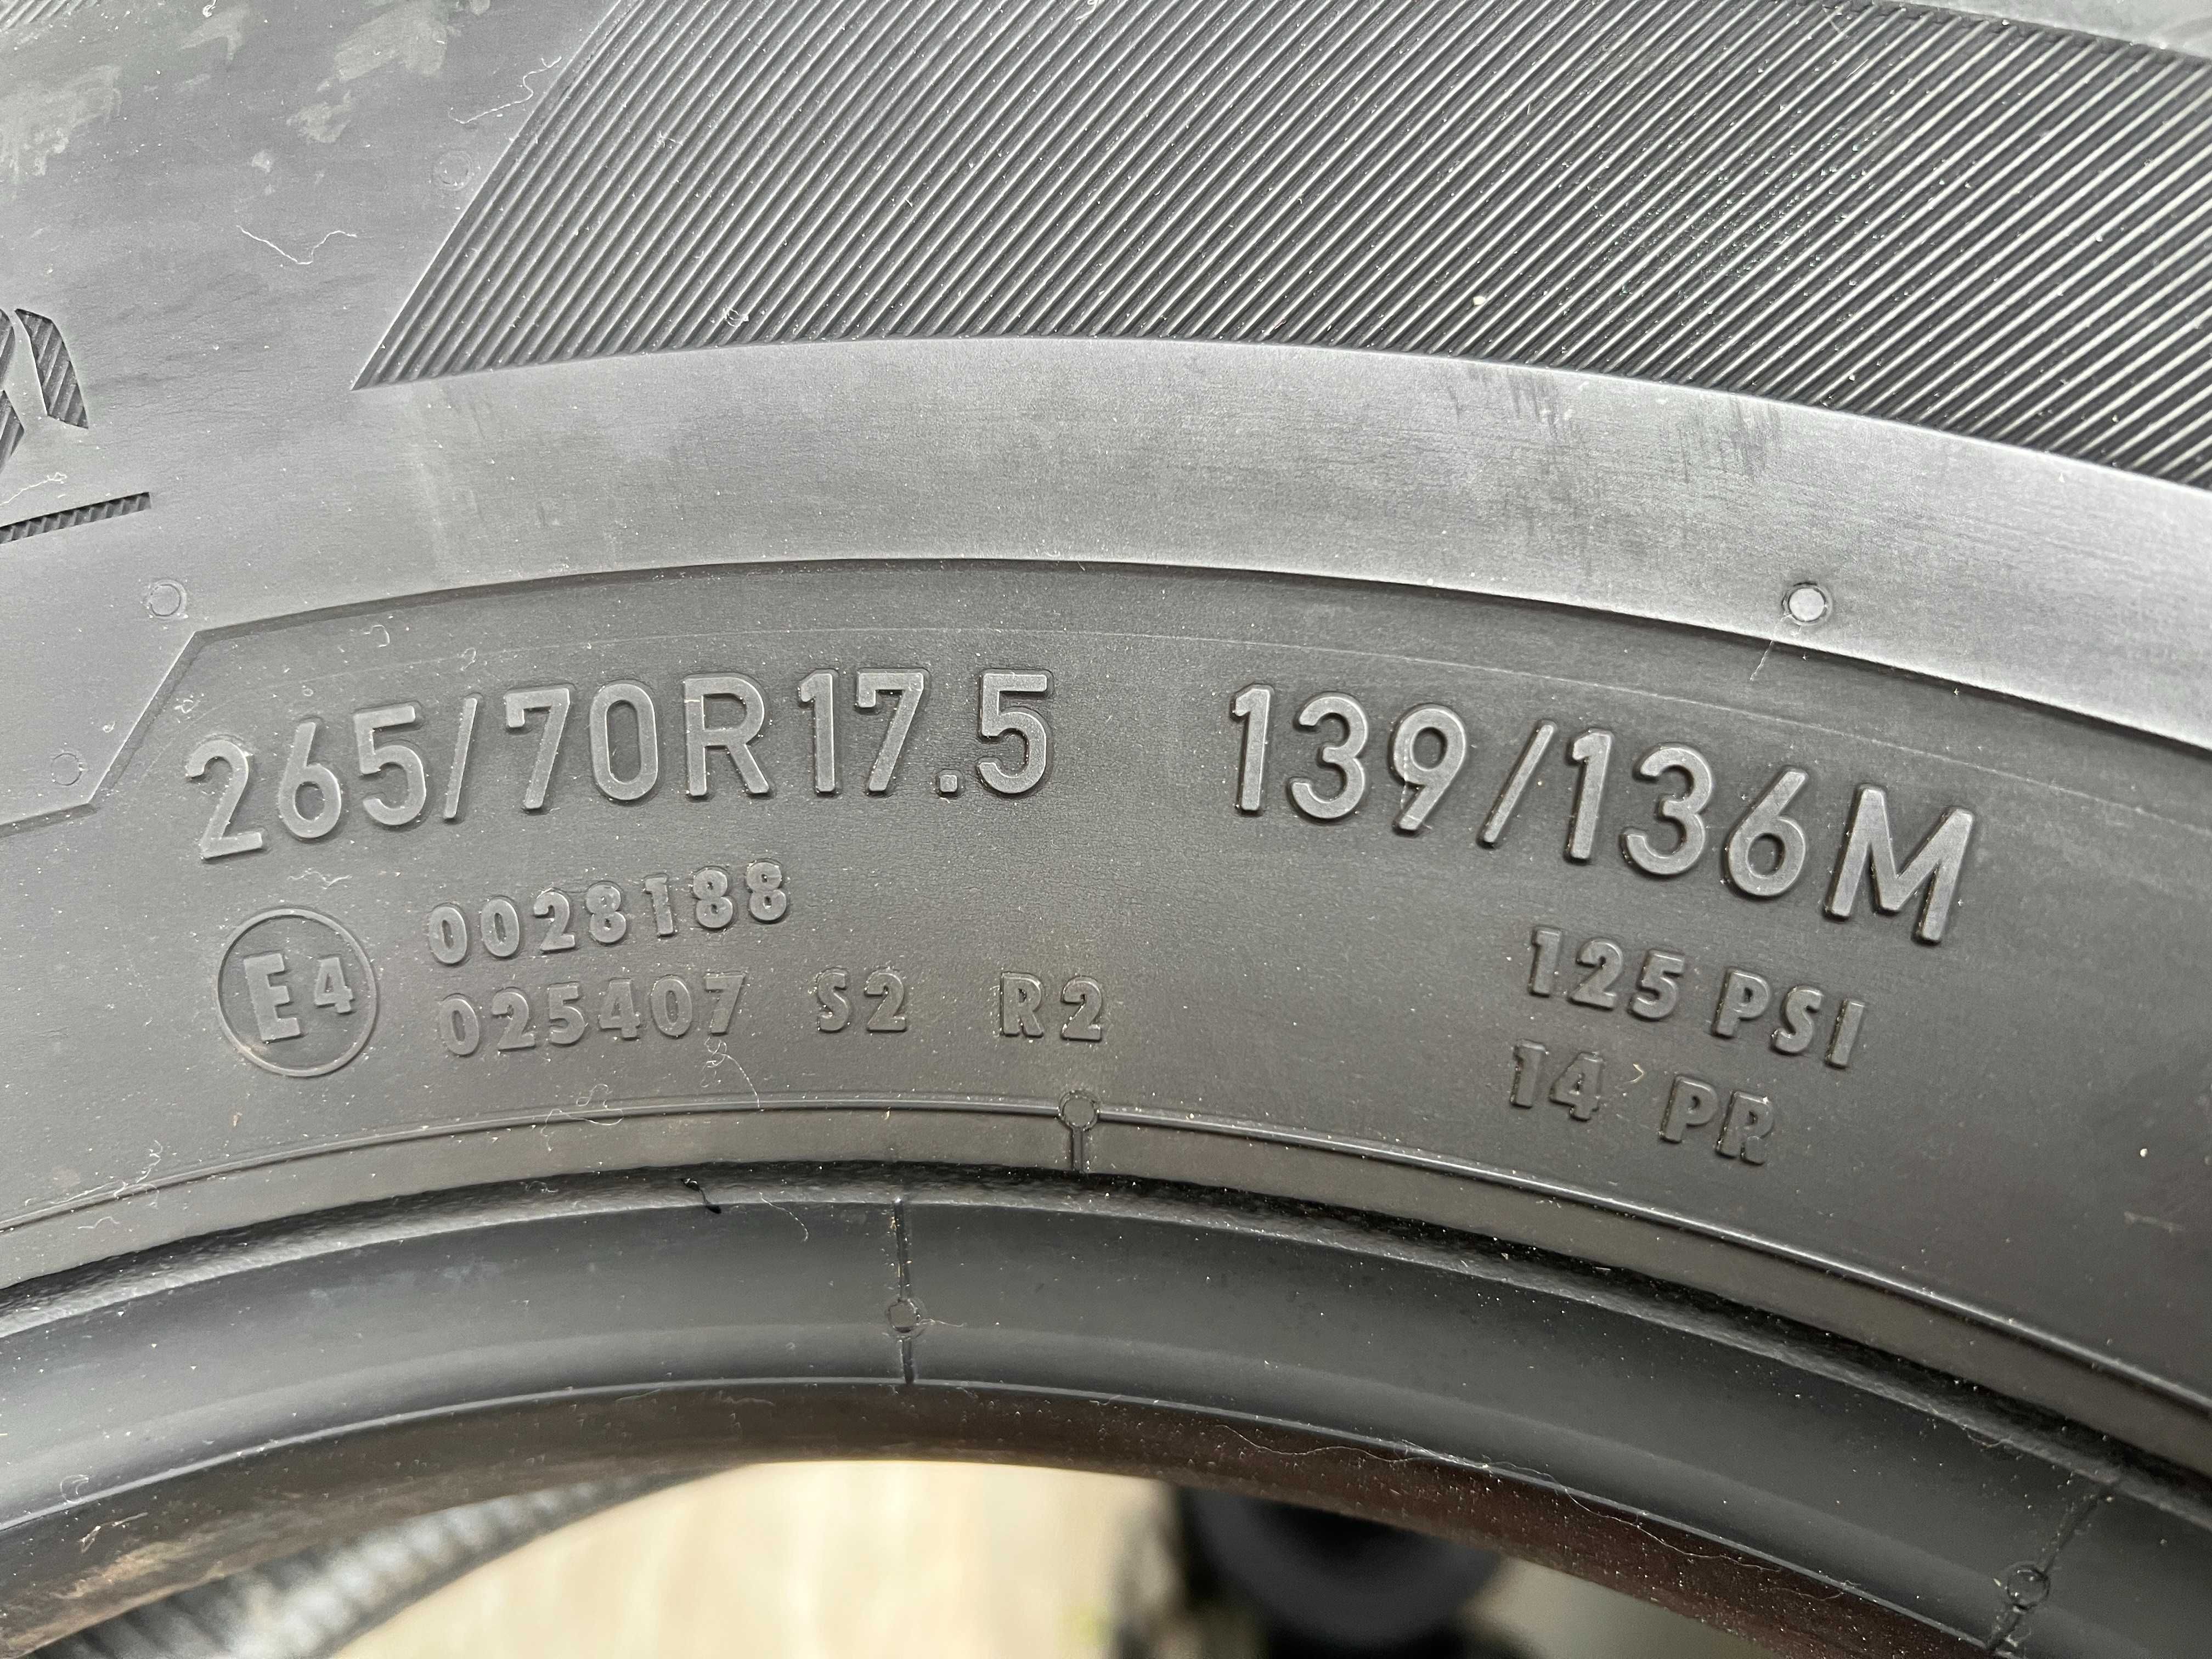 265/70R17.5 139/136M
E4 0028188
025407 S2 R2
125 PSI
14 PR